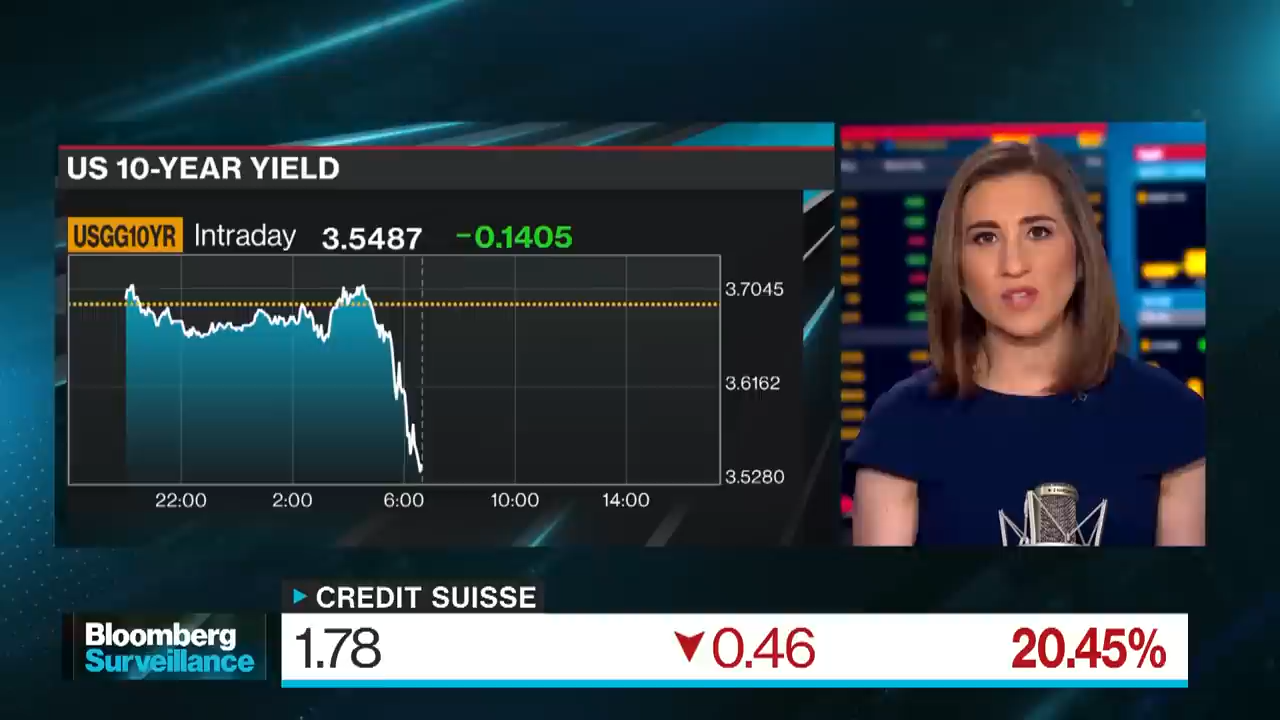 US 10-YEAR YIELD
USGG10YR Intraday 3.5487 -0.1405
3.7045
3.6162
3.5280
22:00 2:00 6:00 10:00 14:00
CREDIT SUISSE
Bloomberg
Surveillance
1.78 ▼0.46 20.45%